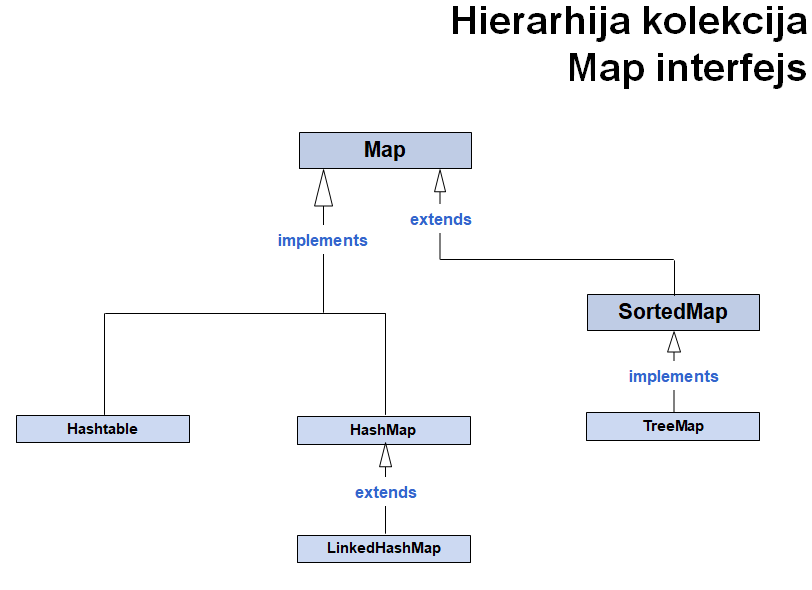 Hierarhija kolekcija
Map interfejs
Map
extends
implements
SortedMap
implements
Hashtable
HashMap
TreeMap
extends
LinkedHashMap